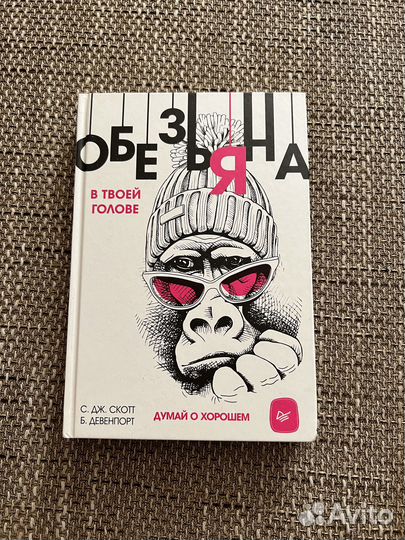 ОБЕЗЬЯНА
В ТВОЕЙ
ГОЛОВЕ
С. ДЖ. СКОТТ
Б. ДЕВЕНПОРТ
ДУМАЙ О ХОРОШЕМ
Avito